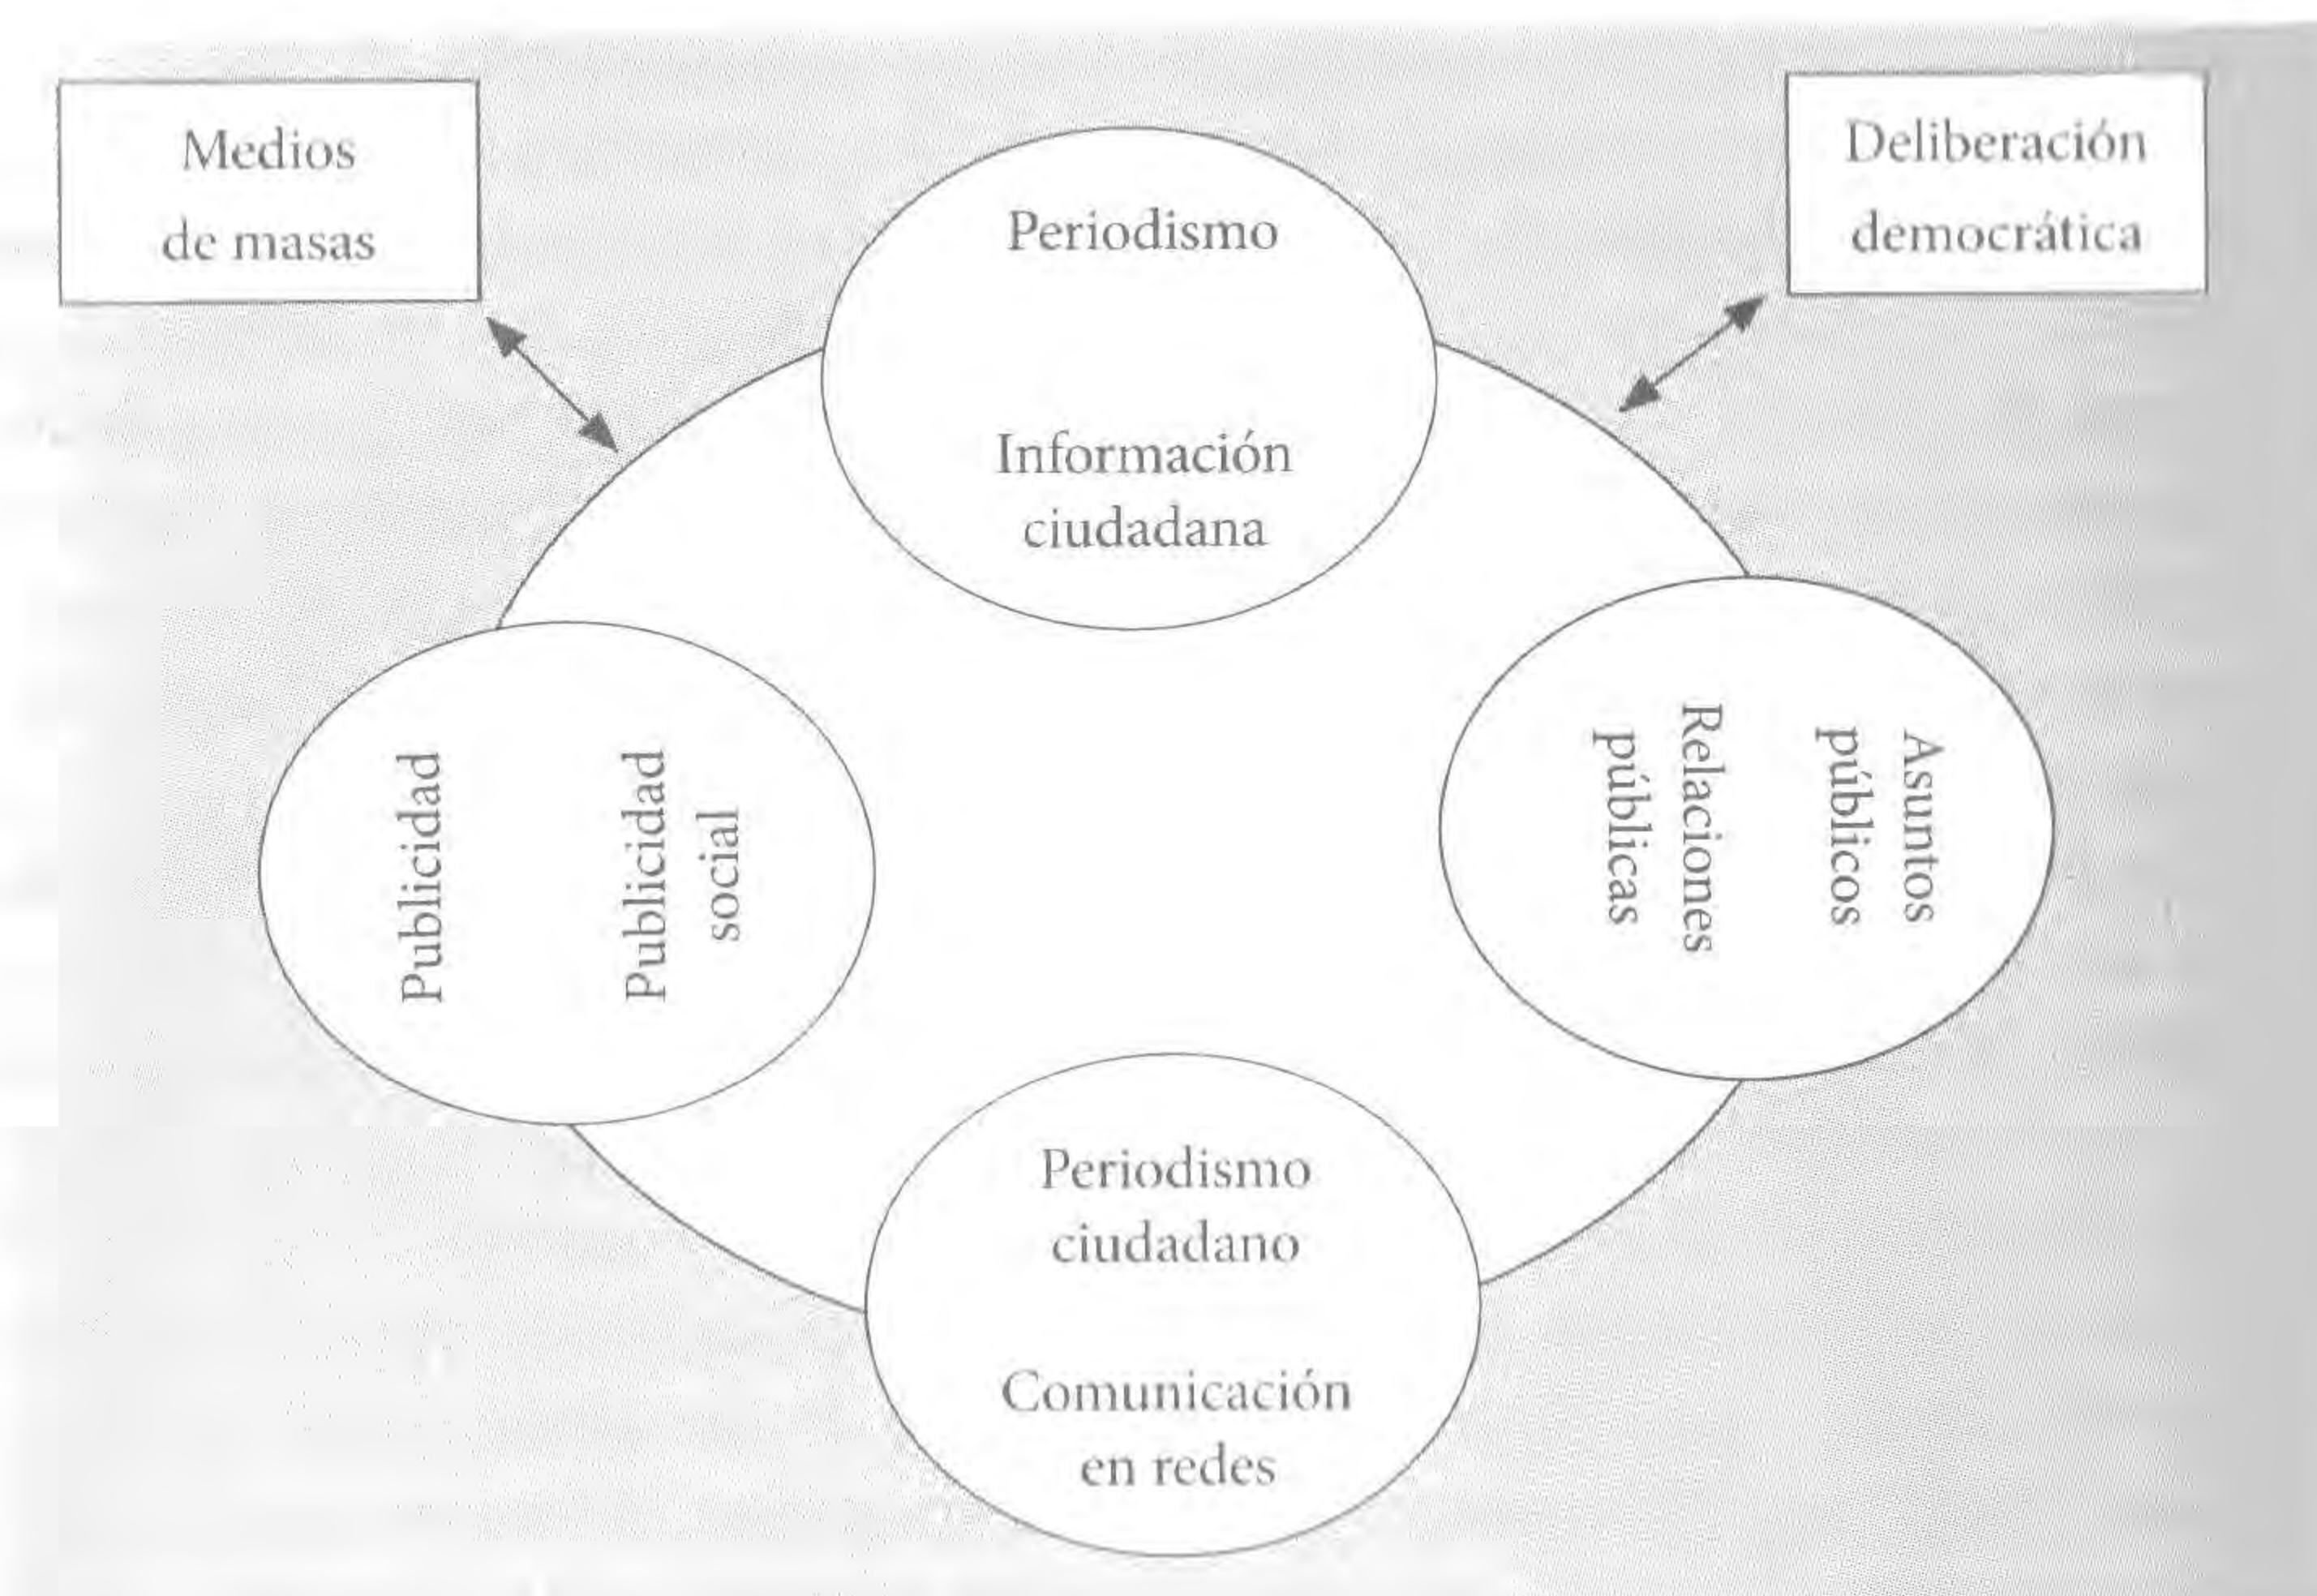 Medios
de masas
Deliberación
democrática
Periodismo
Información
ciudadana
Publicidad
Publicidad
social
Asuntos
públicos
Relaciones
públicas
Periodismo
ciudadano
Comunicación
en redes